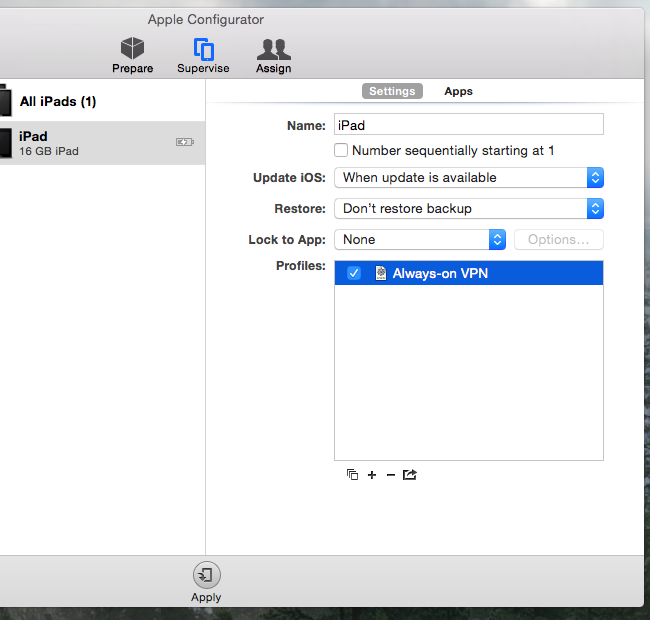 Apple Configurator
Prepare
Supervise
Assign
All iPads (1)
iPad
16 GB iPad
Settings
Apps
Name: iPad
Number sequentially starting at 1
Update iOS: When update is available
Restore: Don’t restore backup
Lock to App: None Options...
Profiles: Always-on VPN
Apply